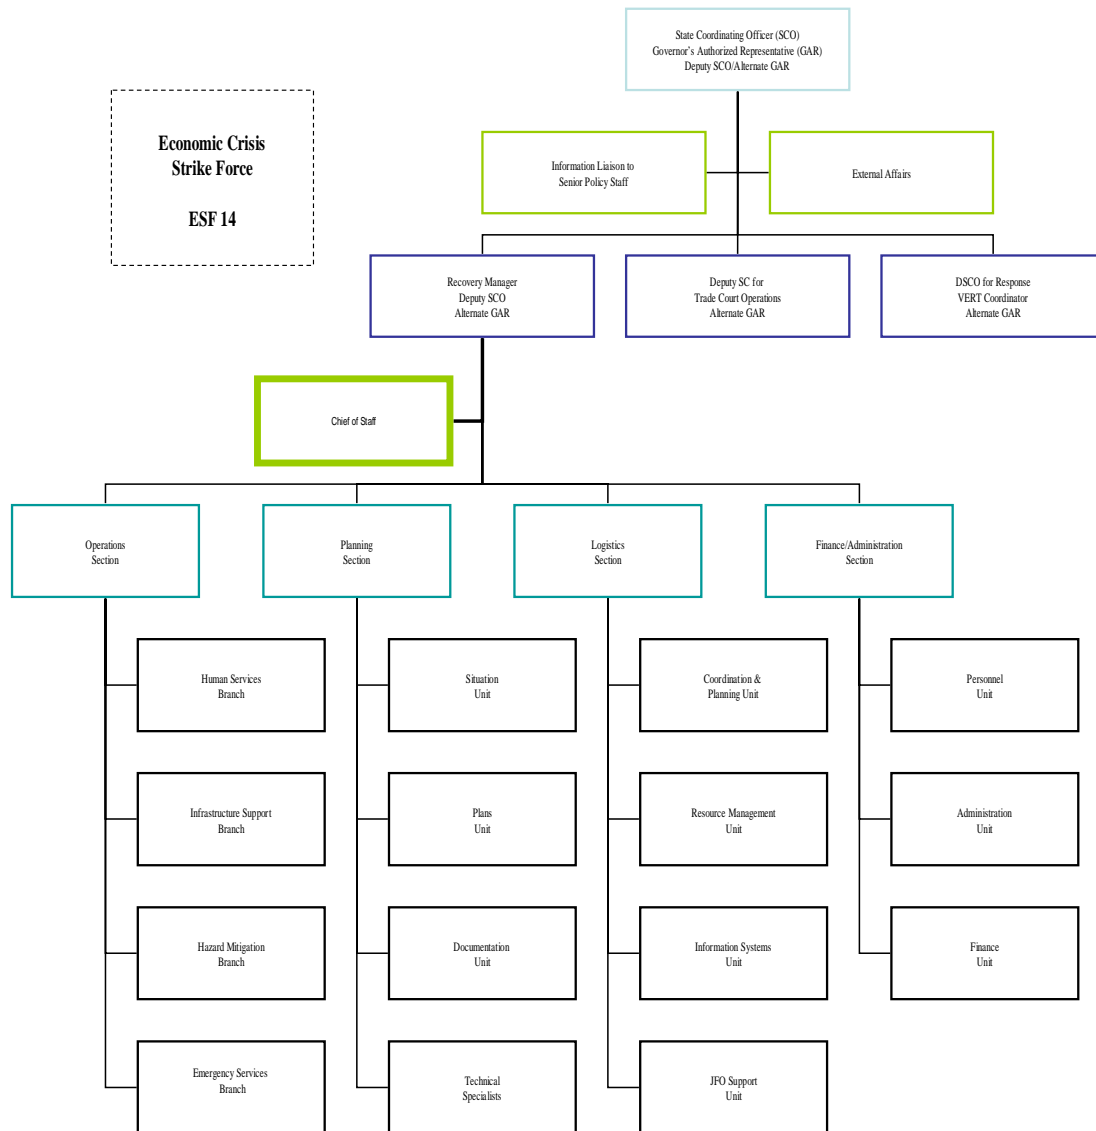 State Coordinating Officer (SCO)
Governor's Authorized Representative (GAR)
Deputy SCO/Alternate GAR
Economic Crisis
Strike Force
ESF 14
Information Liaison to
Senior Policy Staff
External Affairs
Recovery Manager
Deputy SCO
Alternate GAR
Deputy SC for
Trade Court Operations
Alternate GAR
DSCO for Response
VERT Coordinator
Alternate GAR
Chief of Staff
Operations
Section
Planning
Section
Logistics
Section
Finance/Administration
Section
Human Services
Branch
Situation
Unit
Coordination &
Planning Unit
Personnel
Unit
Infrastructure Support
Branch
Plans
Unit
Resource Management
Unit
Administration
Unit
Hazard Mitigation
Branch
Documentation
Unit
Information Systems
Unit
Finance
Unit
Emergency Services
Branch
Technical
Specialists
JFO Support
Unit